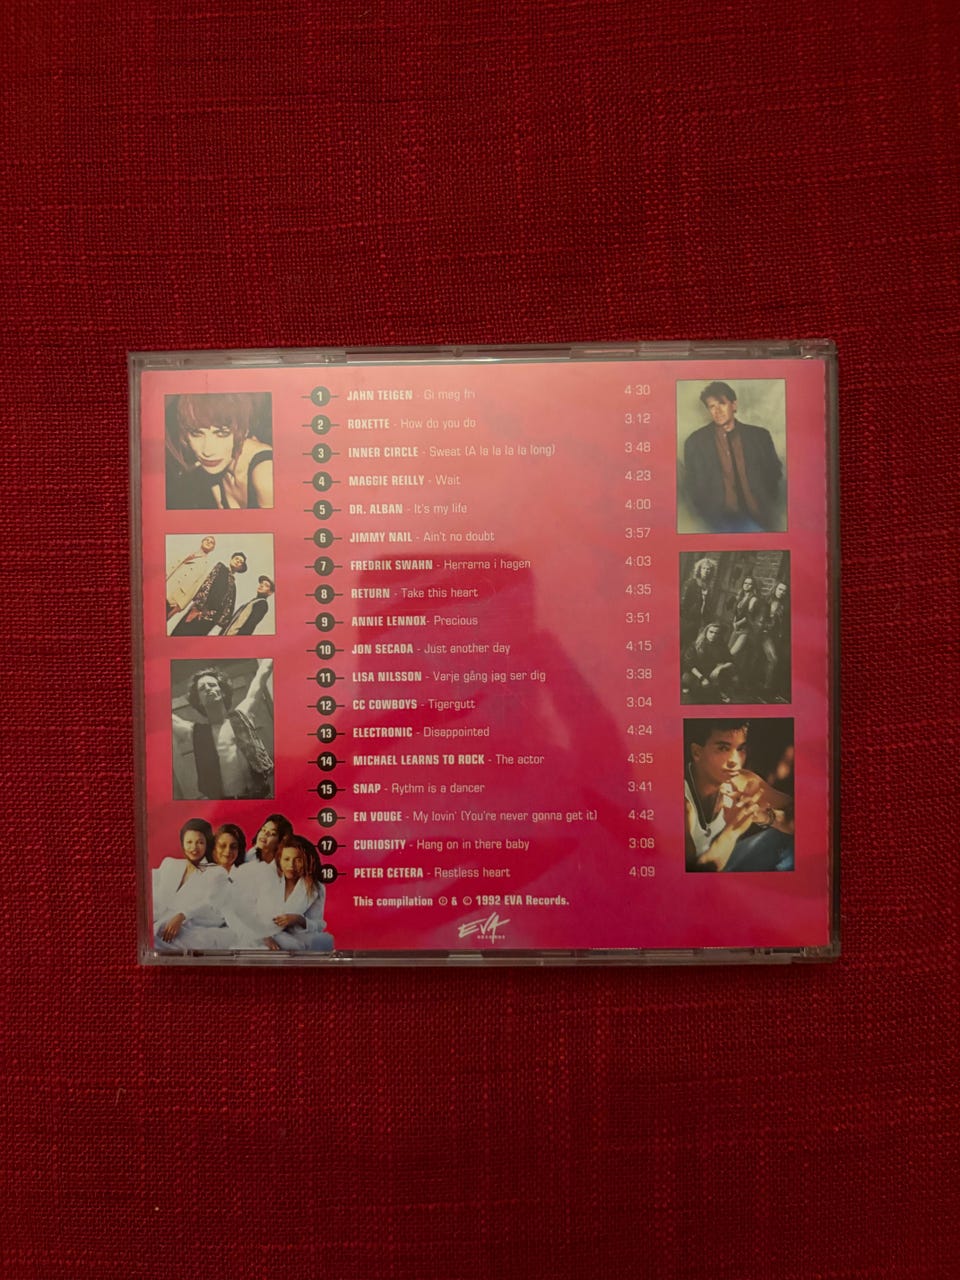 1 JAHN TEIGEN - Gi meg fri 4:30
2 ROXETTE - How do you do 3:12
3 INNER CIRCLE - Sweat (A la la la la long) 3:48
4 MAGGIE REILLY - Wait 4:23
5 DR. ALBAN - It's my life 4:00
6 JIMMY NAIL - Ain't no doubt 3:57
7 FREDRIK SWAHN - Herrarna i hagen 4:03
8 RETURN - Take this heart 4:35
9 ANNIE LENNOX- Precious 3:51
10 JON SECADA - Just another day 4:15
11 LISA NILSSON - Varje gång jag ser dig 3:38
12 CC COWBOYS - Tigergutt 3:04
13 ELECTRONIC - Disappointed 4:24
14 MICHAEL LEARNS TO ROCK - The actor 4:35
15 SNAP - Rythm is a dancer 3:41
16 EN VOUGE - My lovin' (You're never gonna get it) 4:42
17 CURIOSITY - Hang on in there baby 3:08
18 PETER CETERA - Restless heart 4:09
This compilation ℗ & © 1992 EVA Records.
EVA
RECORDS